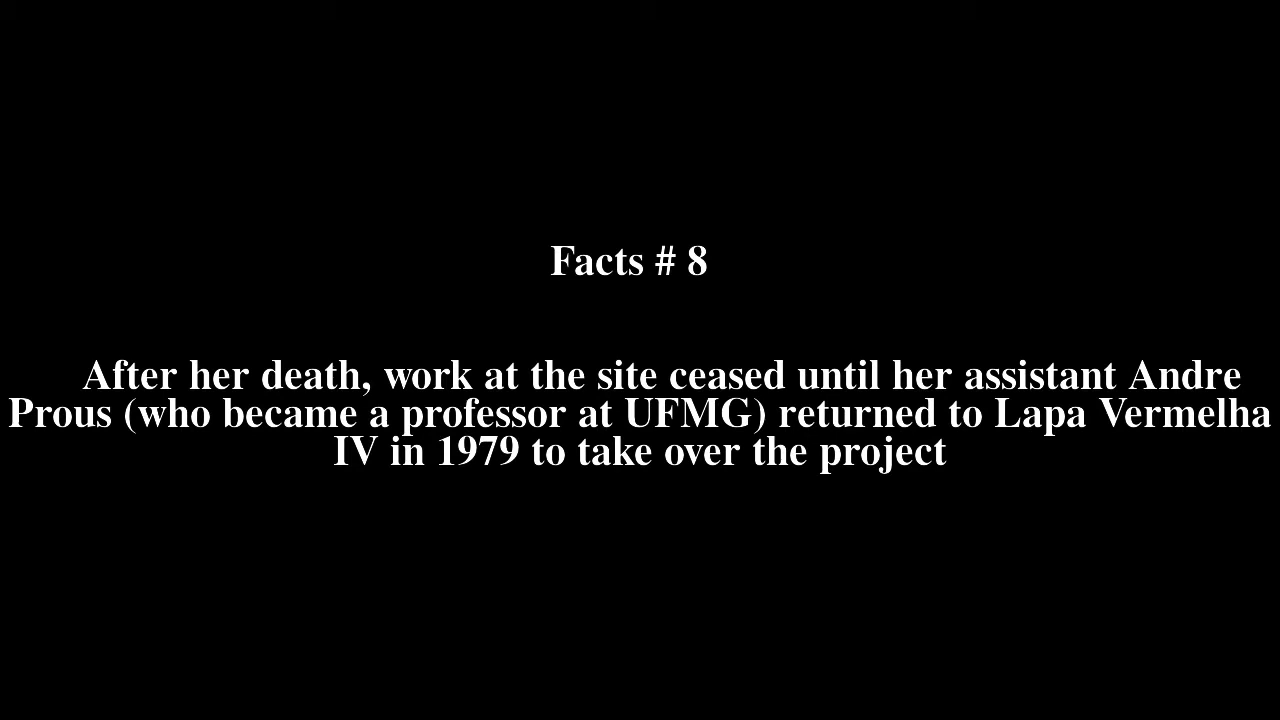 Facts # 8
After her death, work at the site ceased until her assistant Andre
Prous (who became a professor at UFMG) returned to Lapa Vermelha
IV in 1979 to take over the project